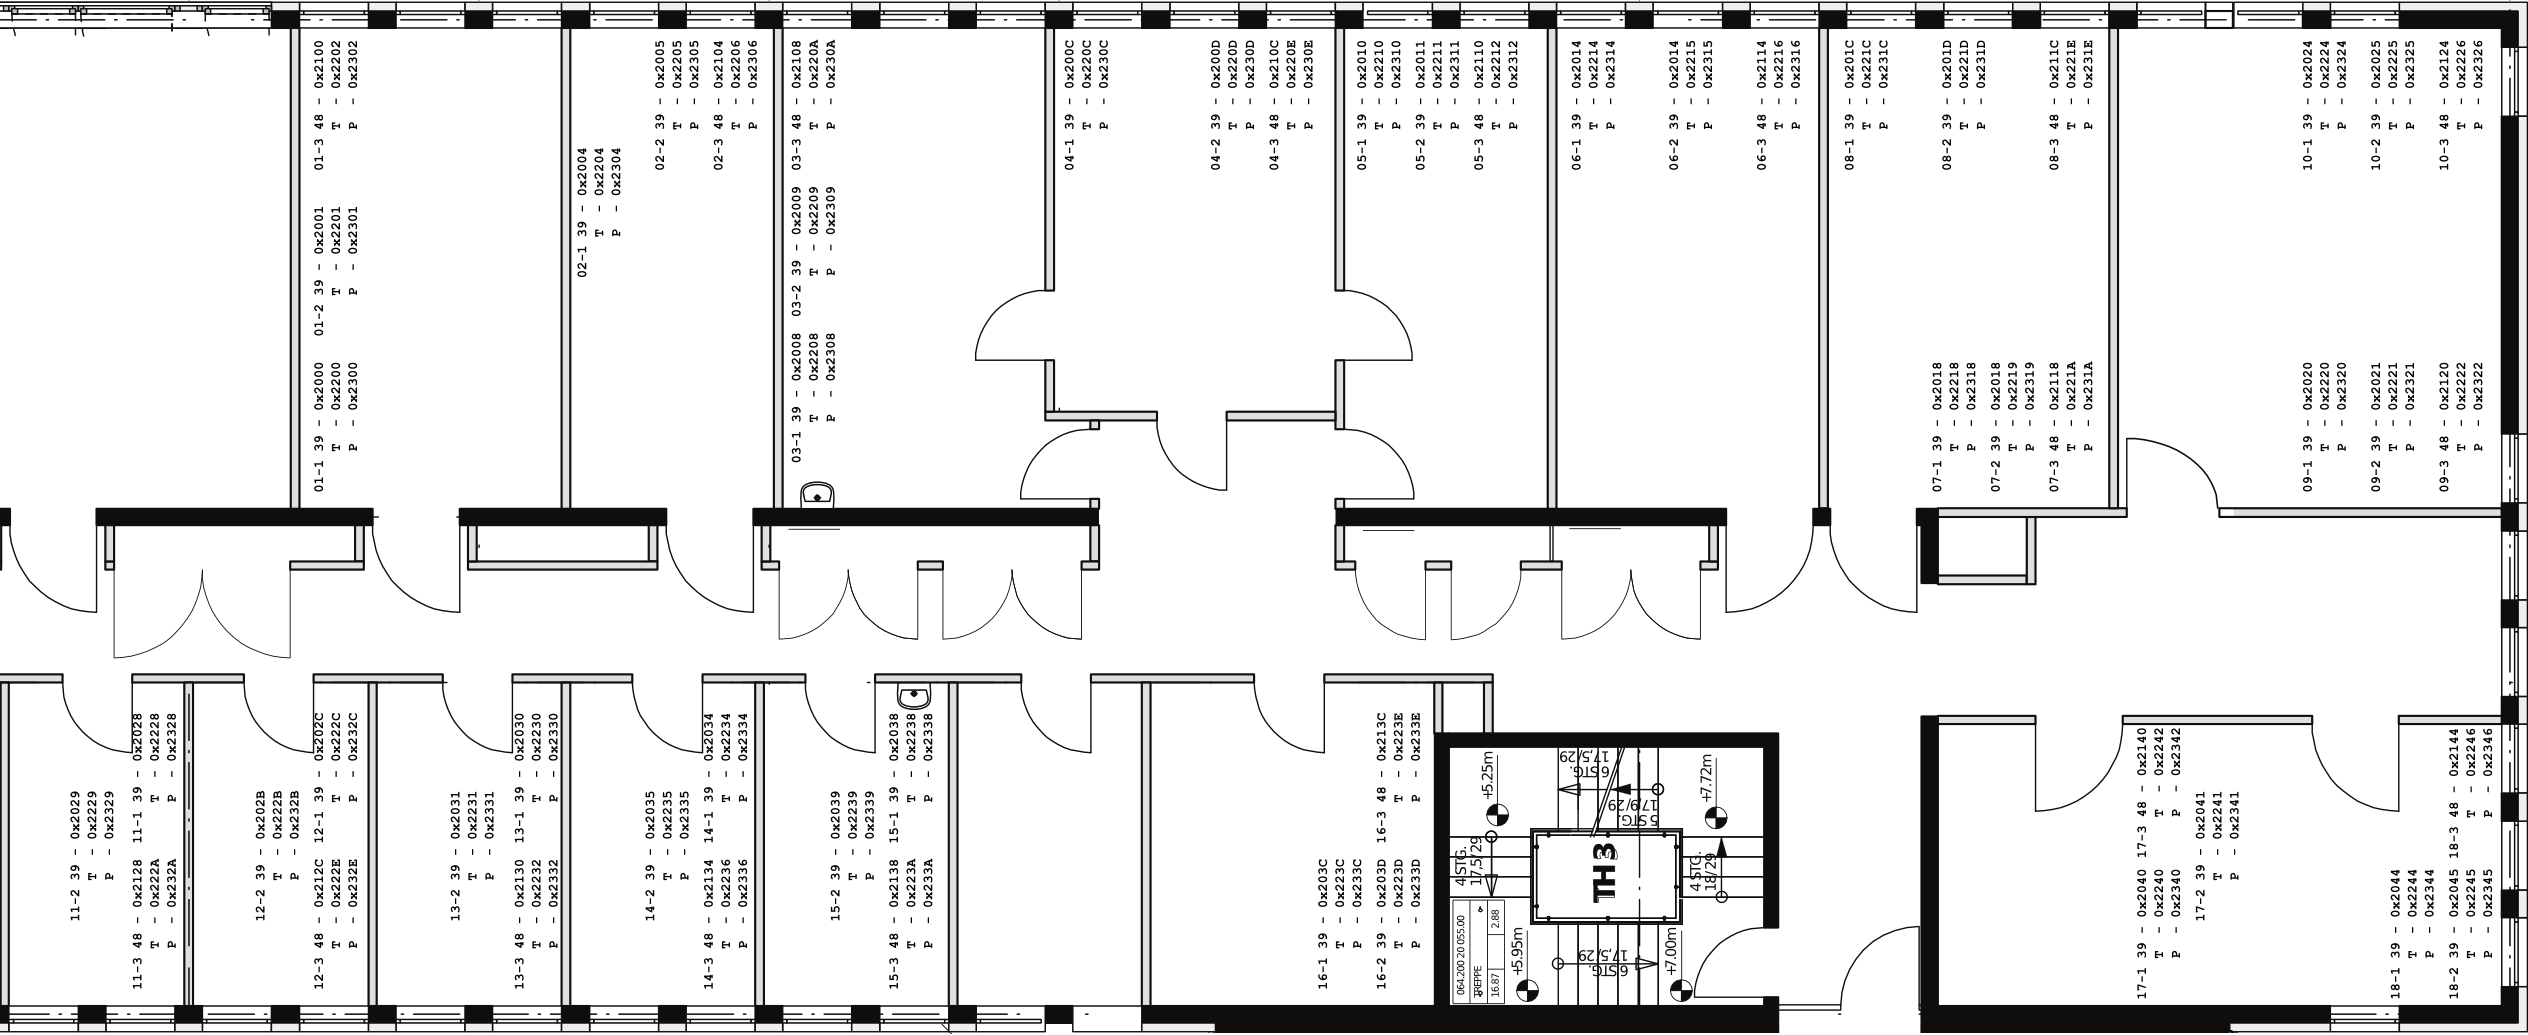 01-3 48 - 0x2100
T - 0x2202
P - 0x2302
01-2 39 - 0x2001
T - 0x2201
P - 0x2301
01-1 39 - 0x2000
T - 0x2200
P - 0x2300
02-1 39 - 0x2004
T - 0x2204
P - 0x2304
02-2 39 - 0x2005
T - 0x2205
P - 0x2305
02-3 48 - 0x2104
T - 0x2206
P - 0x2306
03-3 48 - 0x2108
T - 0x220A
P - 0x230A
03-2 39 - 0x2009
T - 0x2209
P - 0x2309
03-1 39 - 0x2008
T - 0x2208
P - 0x2308
04-1 39 - 0x200C
T - 0x220C
P - 0x230C
04-2 39 - 0x200D
T - 0x220D
P - 0x230D
04-3 48 - 0x210C
T - 0x220E
P - 0x230E
05-1 39 - 0x2010
T - 0x2210
P - 0x2310
05-2 39 - 0x2011
T - 0x2211
P - 0x2311
05-3 48 - 0x2110
T - 0x2212
P - 0x2312
06-1 39 - 0x2014
T - 0x2214
P - 0x2314
06-2 39 - 0x2014
T - 0x2215
P - 0x2315
06-3 48 - 0x2114
T - 0x2216
P - 0x2316
08-1 39 - 0x201C
T - 0x221C
P - 0x231C
08-2 39 - 0x201D
T - 0x221D
P - 0x231D
08-3 48 - 0x211C
T - 0x221E
P - 0x231E
07-1 39 - 0x2018
T - 0x2218
P - 0x2318
07-2 39 - 0x2018
T - 0x2219
P - 0x2319
07-3 48 - 0x2118
T - 0x221A
P - 0x231A
10-1 39 - 0x2024
T - 0x2224
P - 0x2324
10-2 39 - 0x2025
T - 0x2225
P - 0x2325
10-3 48 - 0x2124
T - 0x2226
P - 0x2326
09-1 39 - 0x2020
T - 0x2220
P - 0x2320
09-2 39 - 0x2021
T - 0x2221
P - 0x2321
09-3 48 - 0x2120
T - 0x2222
P - 0x2322
11-2 39 - 0x2029
T - 0x2229
P - 0x2329
11-1 39 - 0x2028
T - 0x2228
P - 0x2328
11-3 48 - 0x2128
T - 0x222A
P - 0x232A
12-2 39 - 0x202B
T - 0x222B
P - 0x232B
12-1 39 - 0x202C
T - 0x222C
P - 0x232C
12-3 48 - 0x212C
T - 0x222E
P - 0x232E
13-2 39 - 0x2031
T - 0x2231
P - 0x2331
13-1 39 - 0x2030
T - 0x2230
P - 0x2330
13-3 48 - 0x2130
T - 0x2232
P - 0x2332
14-2 39 - 0x2035
T - 0x2235
P - 0x2335
14-1 39 - 0x2034
T - 0x2234
P - 0x2334
14-3 48 - 0x2134
T - 0x2236
P - 0x2336
15-2 39 - 0x2039
T - 0x2239
P - 0x2339
15-1 39 - 0x2038
T - 0x2238
P - 0x2338
15-3 48 - 0x2138
T - 0x223A
P - 0x233A
16-1 39 - 0x203C
T - 0x223C
P - 0x233C
16-3 48 - 0x213C
T - 0x223E
P - 0x233E
16-2 39 - 0x203D
T - 0x223D
P - 0x233D
+5.25m
6 STG.
17,5/29
5 STG.
17,9/29
+7.72m
4 STG.
17,5/29
TH3
4 STG.
18/29
064.200 20 055.00
TREPPE
16.87
2.88
+5.95m
6 STG.
17,5/29
+7.00m
17-3 48 - 0x2140
T - 0x2242
P - 0x2342
17-1 39 - 0x2040
T - 0x2240
P - 0x2340
17-2 39 - 0x2041
T - 0x2241
P - 0x2341
18-1 39 - 0x2044
T - 0x2244
P - 0x2344
18-3 48 - 0x2144
T - 0x2246
P - 0x2346
18-2 39 - 0x2045
T - 0x2245
P - 0x2345